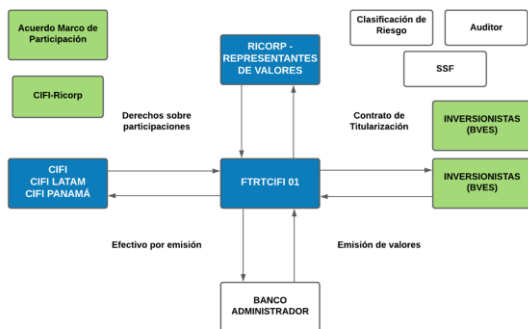 Acuerdo Marco de
Participación
CIFI-Ricorp
RICORP -
REPRESENTANTES
DE VALORES
Clasificación de
Riesgo
Auditor
SSF
Derechos sobre
participaciones
Contrato de
Titularización
INVERSIONISTAS
(BVES)
CIFI
CIFI LATAM
CIFI PANAMÁ
FTRTCIFI 01
INVERSIONISTAS
(BVES)
Efectivo por emisión
Emisión de valores
BANCO
ADMINISTRADOR